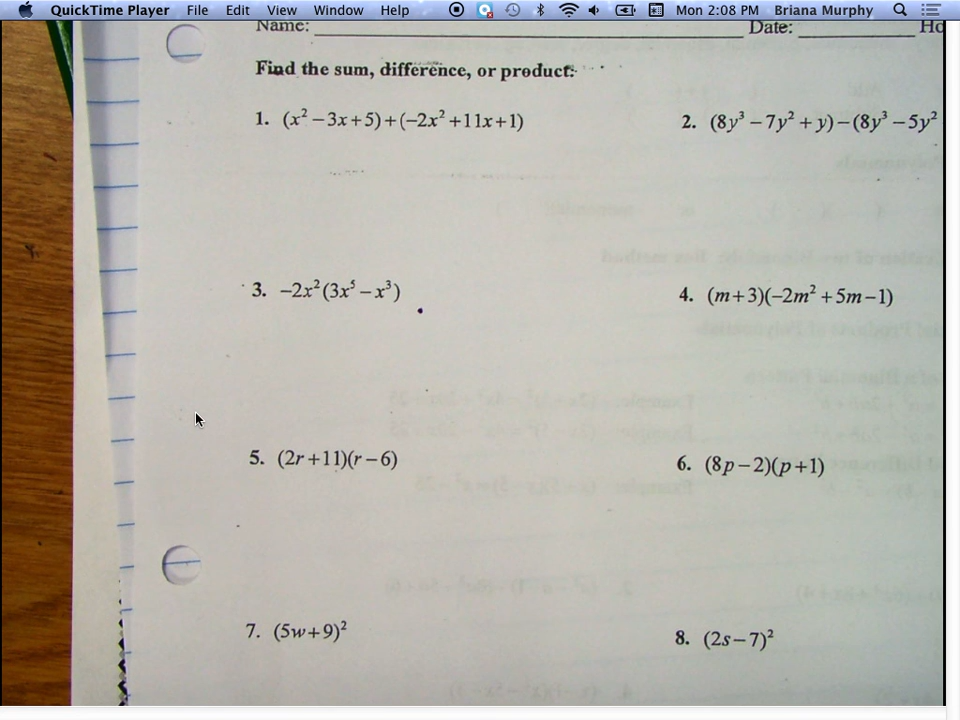 QuickTime Player File Edit View Window Help Mon 2:08 PM Briana Murphy
Name: Date:
Find the sum, difference, or product:
1. (x² – 3x + 5) + (–2x² + 11x + 1)
2. (8y³ – 7y² + y) – (8y³ – 5y²
3. –2x²(3x⁵ – x³)
4. (m + 3)(–2m² + 5m – 1)
5. (2r + 11)(r – 6)
6. (8p – 2)(p + 1)
7. (5w + 9)²
8. (2s – 7)²